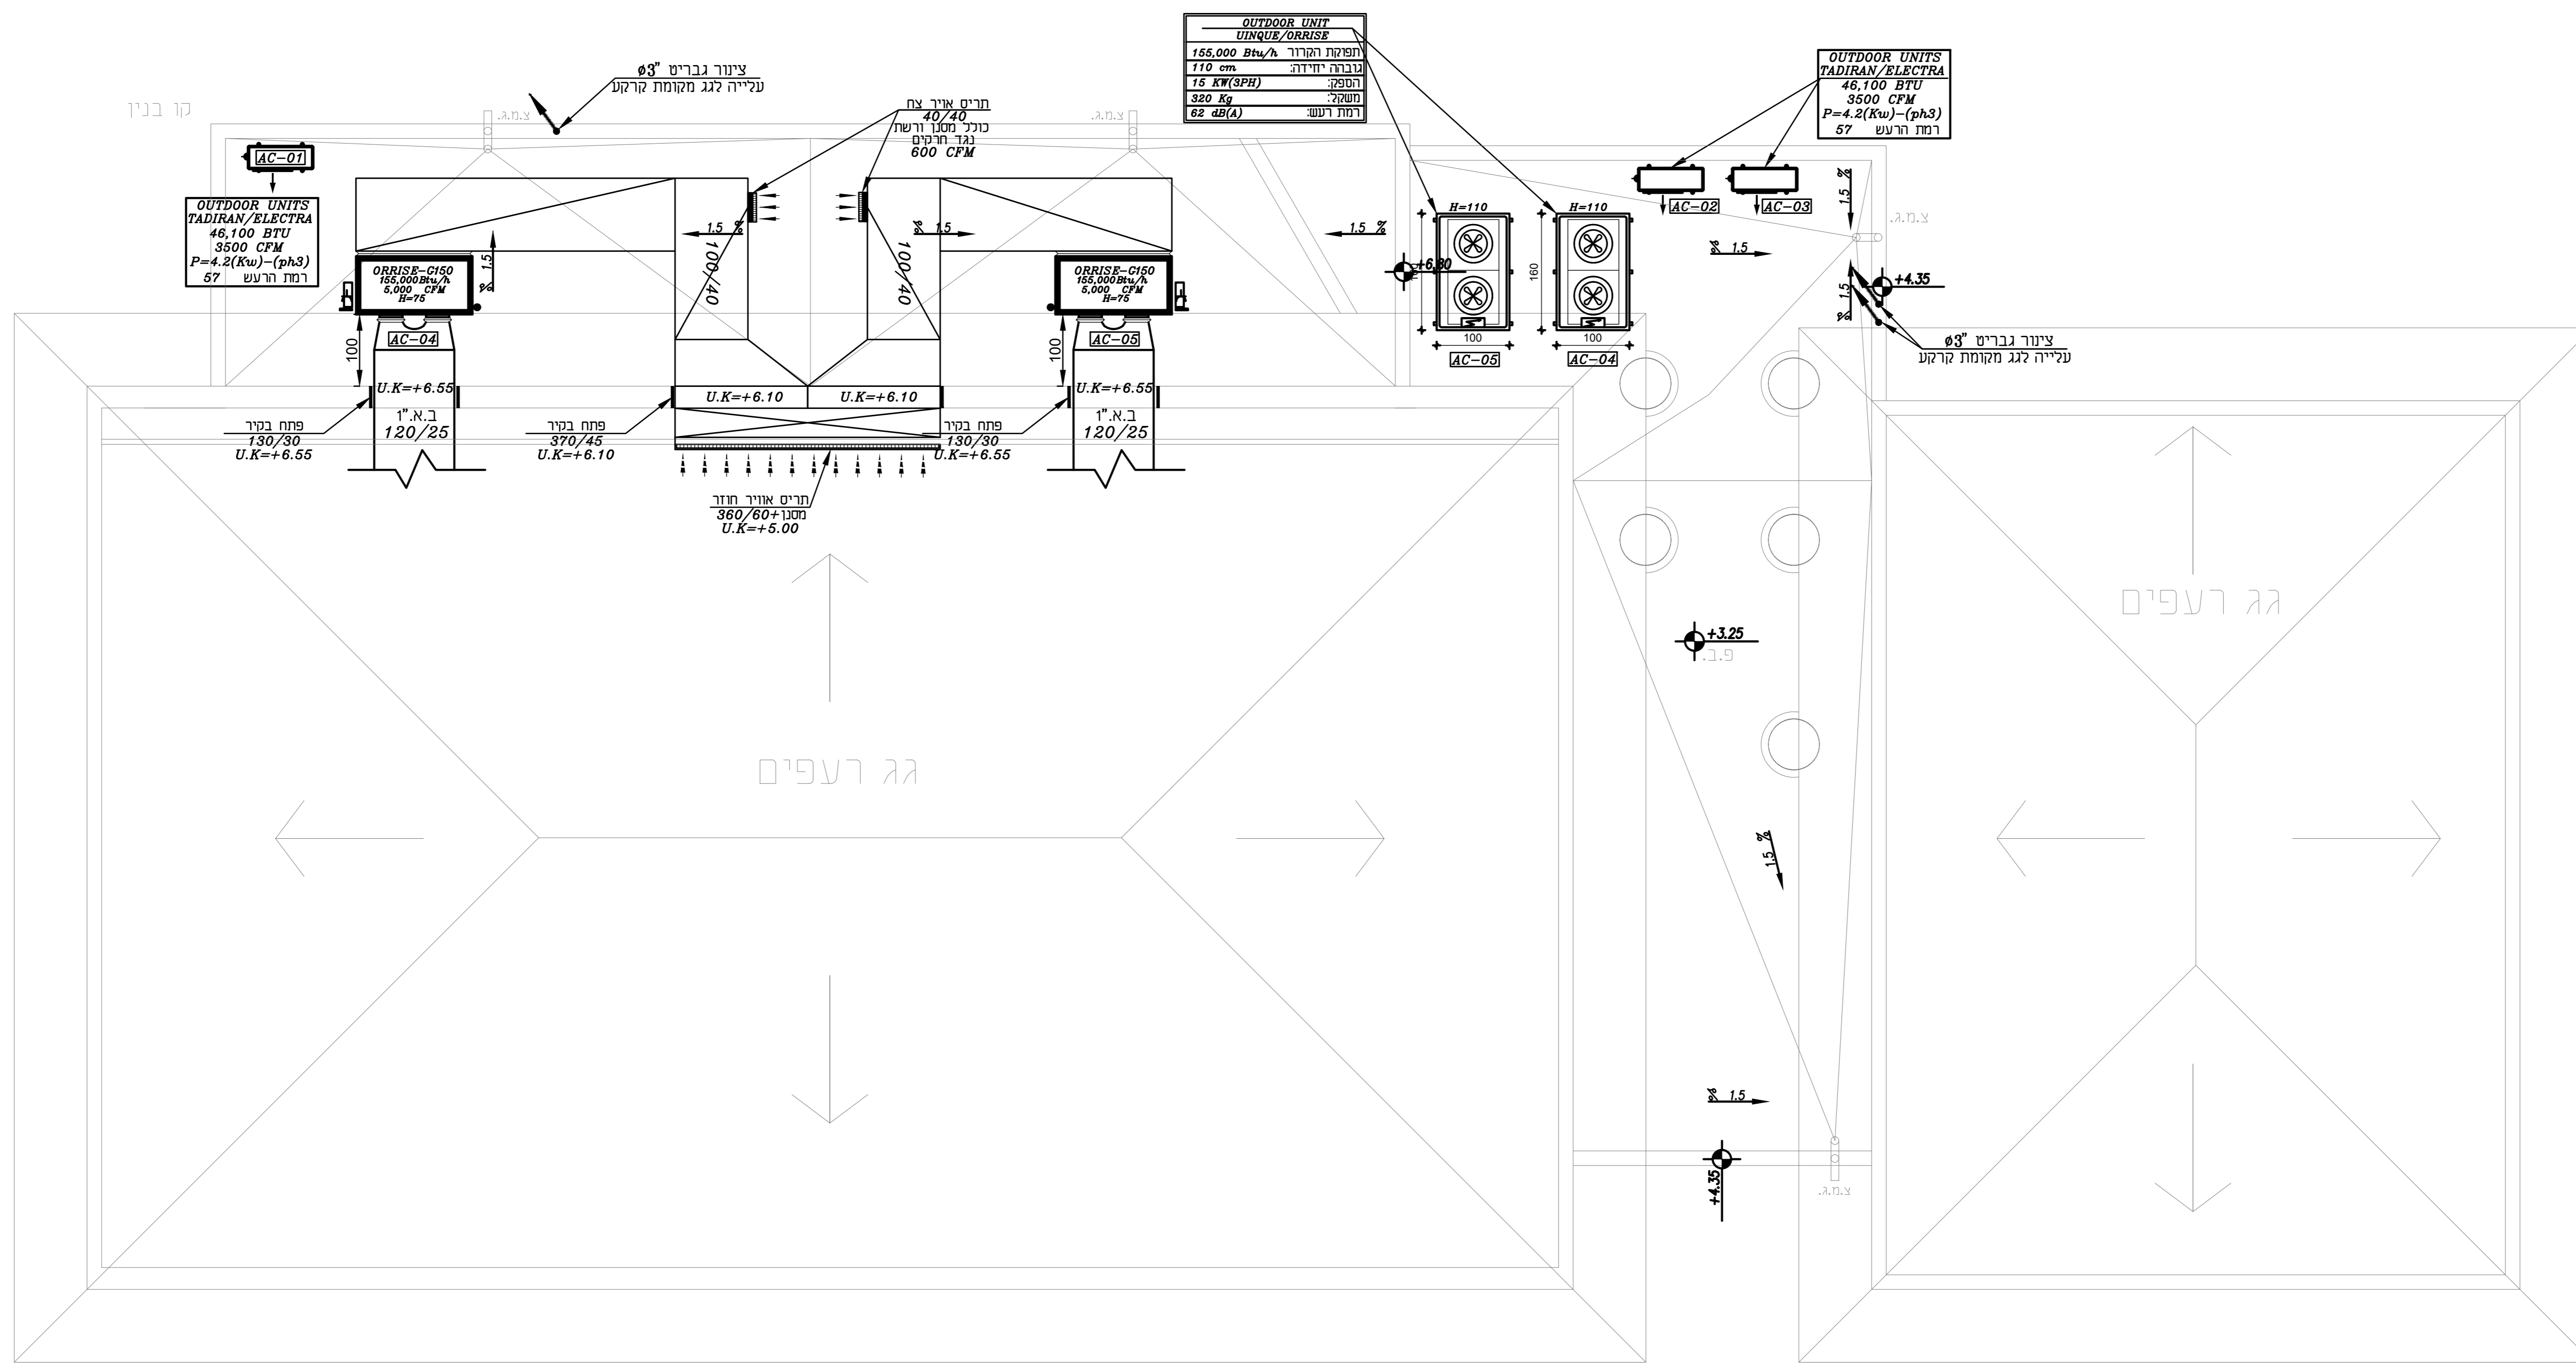 OUTDOOR UNIT
UINQUE/ORRISE
155,000 Btu/h תפוקת הקרור
110 cm גובהה יחידה:
15 KW(3PH) הספק:
320 Kg משקל:
62 dB(A) רמת רעש:
OUTDOOR UNITS
TADIRAN/ELECTRA
46,100 BTU
3500 CFM
P=4.2(Kw)-(ph3)
רמת הרעש 57
צינור גבריט "3ø
עלייה לגג מקומת קרקע
קו בנין
צ.מ.ג.
תריס אויר צח
40/40
כולל מסנן ורשת
נגד חרקים
600 CFM
צ.מ.ג.
AC-01
OUTDOOR UNITS
TADIRAN/ELECTRA
46,100 BTU
3500 CFM
P=4.2(Kw)-(ph3)
רמת הרעש 57
AC-02
AC-03
1.5 %
צ.מ.ג.
H=110
H=110
1.5 %
% 1.5
1.5 %
% 1.5
% 1.5
100/40
100/40
ORRISE-G150
155,000Btu/h
5,000 CFM
H=75
ORRISE-G150
155,000Btu/h
5,000 CFM
H=75
+6.80
160
160
+4.35
% 1.5
צינור גבריט "3ø
עלייה לגג מקומת קרקע
100
AC-04
100
AC-05
100
100
AC-05
AC-04
U.K=+6.55
U.K=+6.10
U.K=+6.10
U.K=+6.55
ב.א."1
120/25
ב.א."1
120/25
פתח בקיר
130/30
U.K=+6.55
פתח בקיר
370/45
U.K=+6.10
פתח בקיר
130/30
U.K=+6.55
תריס אוויר חוזר
מסנן+360/60
U.K=+5.00
גג רעפים
+3.25
פ.ב.
גג רעפים
1.5 %
% 1.5
+4.35
צ.מ.ג.